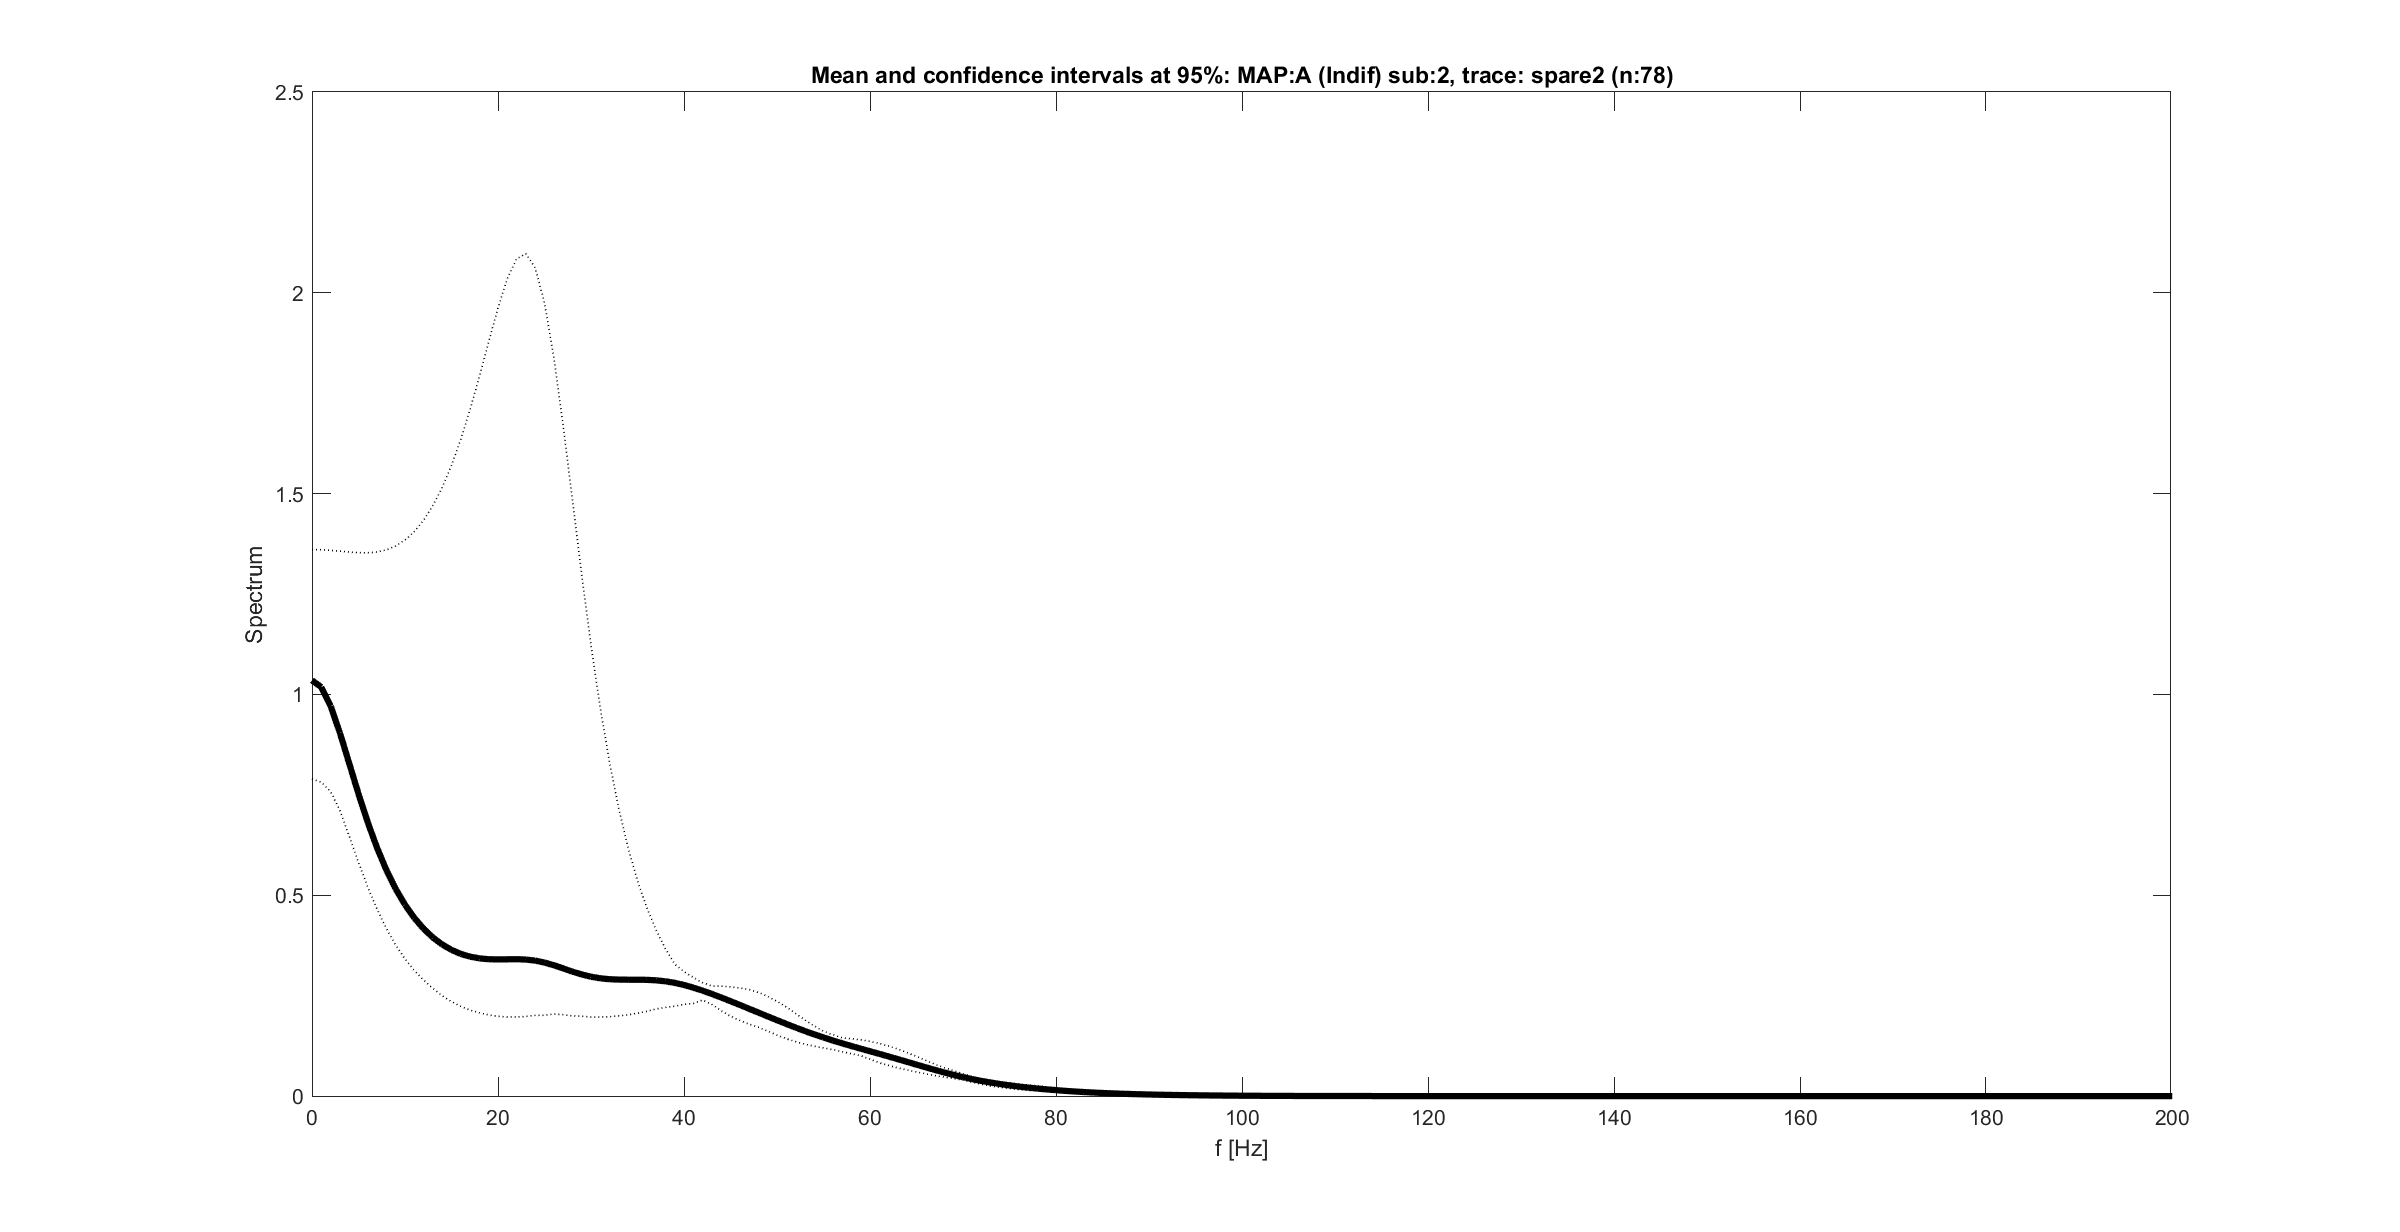 Mean and confidence intervals at 95%: MAP:A (Indif) sub:2, trace: spare2 (n:78)
2.5
2
1.5
1
0.5
0
Spectrum
0 20 40 60 80 100 120 140 160 180 200
f [Hz]